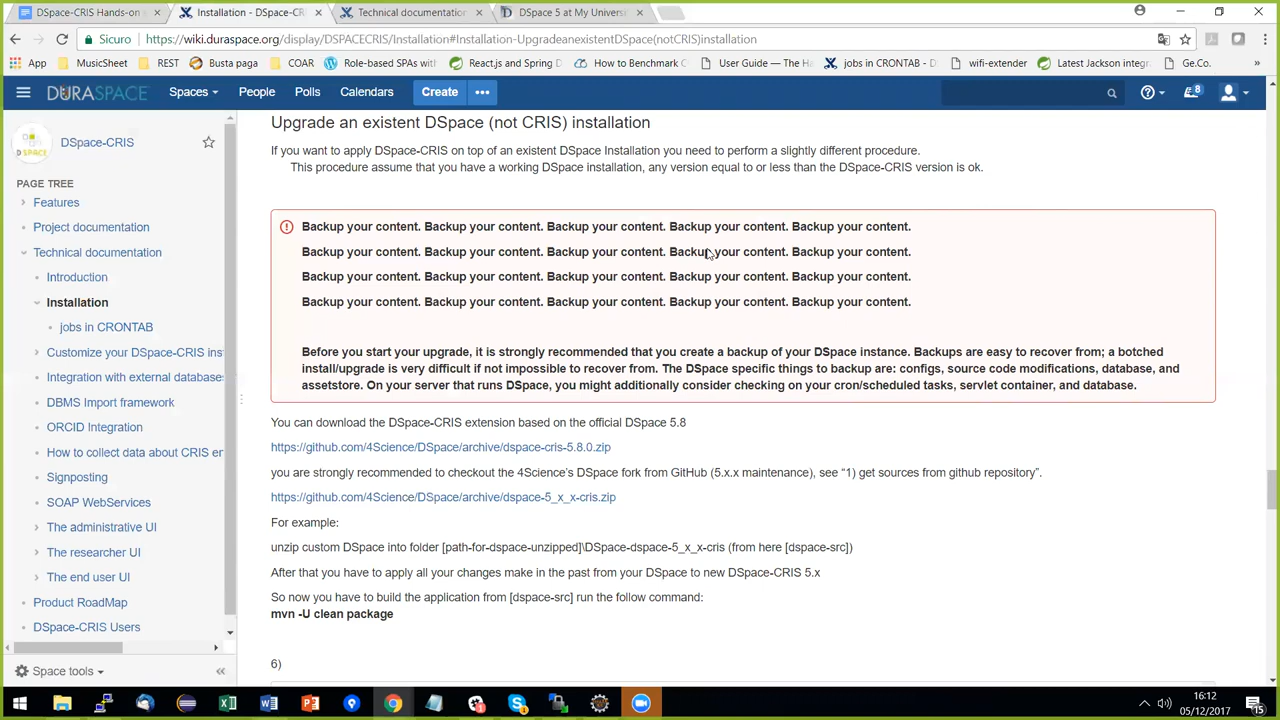 DSpace-CRIS Hands-on
Installation - DSpace-CR
Technical documentation
DSpace 5 at My Universi
Sicuro
https://wiki.duraspace.org/display/DSPACECRIS/Installation#Installation-UpgradeanexistentDSpace(notCRIS)installation
App
MusicSheet
REST
Busta paga
COAR
Role-based SPAs wit
React.js and Spring D
How to Benchmark C
User Guide — The Ha
jobs in CRONTAB - D
wifi-extender
Latest Jackson integr
Ge.Co.
DURASPACE
Spaces
People
Polls
Calendars
Create
8
DSPACE
DSpace-CRIS
PAGE TREE
Features
Project documentation
Technical documentation
Introduction
Installation
jobs in CRONTAB
Customize your DSpace-CRIS ins
Integration with external databases
DBMS Import framework
ORCID Integration
How to collect data about CRIS en
Signposting
SOAP WebServices
The administrative UI
The researcher UI
The end user UI
Product RoadMap
DSpace-CRIS Users
Space tools
Upgrade an existent DSpace (not CRIS) installation
If you want to apply DSpace-CRIS on top of an existent DSpace Installation you need to perform a slightly different procedure.
This procedure assume that you have a working DSpace installation, any version equal to or less than the DSpace-CRIS version is ok.
Backup your content. Backup your content. Backup your content. Backup your content. Backup your content.
Backup your content. Backup your content. Backup your content. Backup your content. Backup your content.
Backup your content. Backup your content. Backup your content. Backup your content. Backup your content.
Backup your content. Backup your content. Backup your content. Backup your content. Backup your content.
Before you start your upgrade, it is strongly recommended that you create a backup of your DSpace instance. Backups are easy to recover from; a botched
install/upgrade is very difficult if not impossible to recover from. The DSpace specific things to backup are: configs, source code modifications, database, and
assetstore. On your server that runs DSpace, you might additionally consider checking on your cron/scheduled tasks, servlet container, and database.
You can download the DSpace-CRIS extension based on the official DSpace 5.8
https://github.com/4Science/DSpace/archive/dspace-cris-5.8.0.zip
you are strongly recommended to checkout the 4Science's DSpace fork from GitHub (5.x.x maintenance), see “1) get sources from github repository”.
https://github.com/4Science/DSpace/archive/dspace-5_x_x-cris.zip
For example:
unzip custom DSpace into folder [path-for-dspace-unzipped]\DSpace-dspace-5_x_x-cris (from here [dspace-src])
After that you have to apply all your changes make in the past from your DSpace to new DSpace-CRIS 5.x
So now you have to build the application from [dspace-src] run the follow command:
mvn -U clean package
6)
16:12
05/12/2017
15